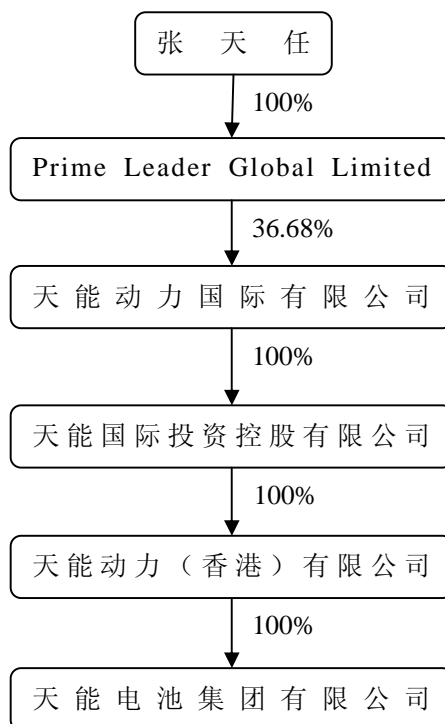 张天任
100%
Prime Leader Global Limited
36.68%
天能动力国际有限公司
100%
天能国际投资控股有限公司
100%
天能动力（香港）有限公司
100%
天能电池集团有限公司